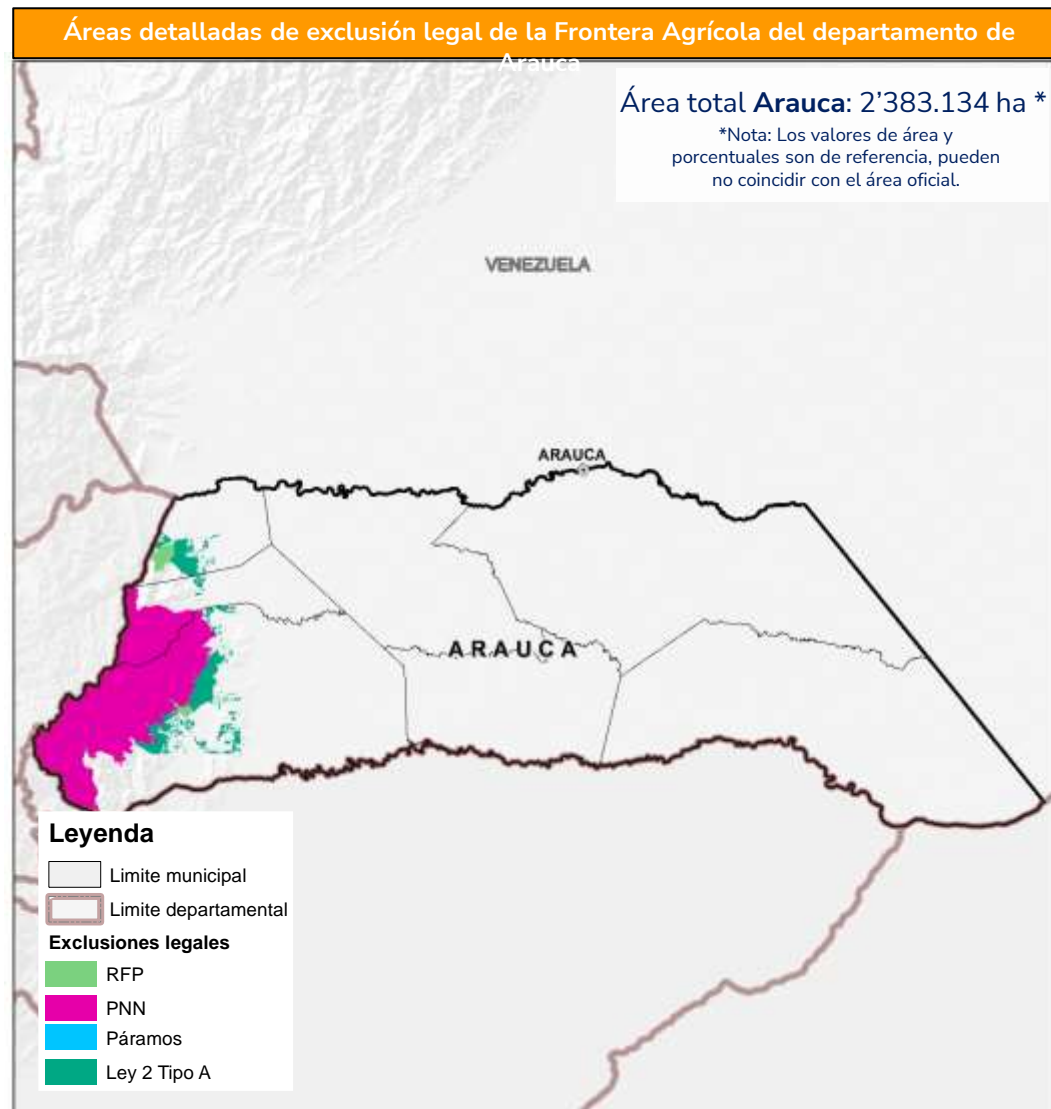 Áreas detalladas de exclusión legal de la Frontera Agrícola del departamento de
Arauca
Área total Arauca: 2'383.134 ha *
*Nota: Los valores de área y
porcentuales son de referencia, pueden
no coincidir con el área oficial.
VENEZUELA
ARAUCA
ARAUCA
Leyenda
Limite municipal
Limite departamental
Exclusiones legales
RFP
PNN
Páramos
Ley 2 Tipo A